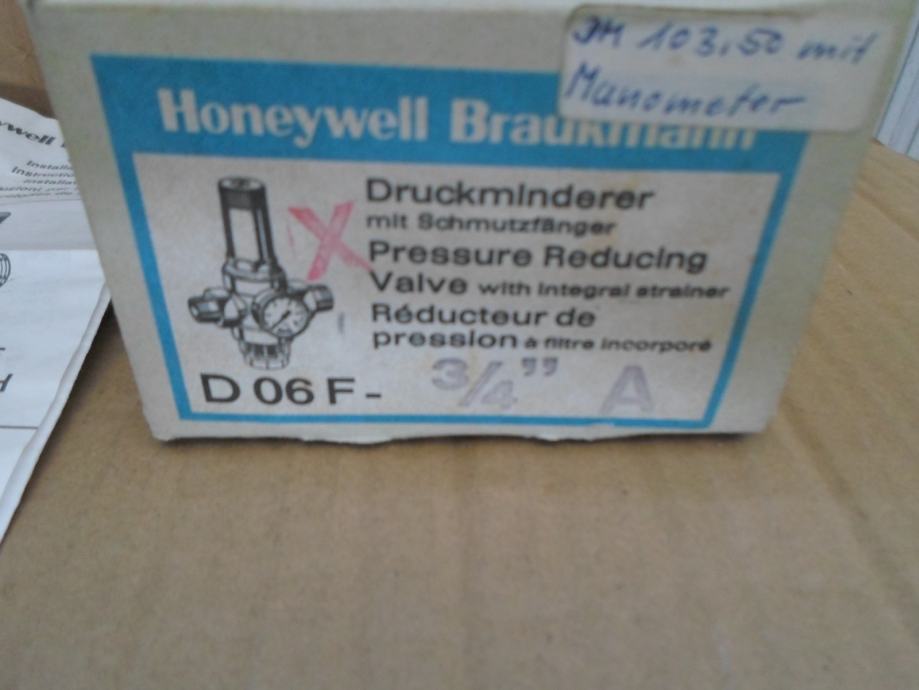 DM 103.50 mit
Manometer
Honeywell Braukmann
Druckminderer
mit Schmutzfänger
Pressure Reducing
Valve with integral strainer
Réducteur de
pression à filtre incorporé
D 06 F - 3/4" A
X